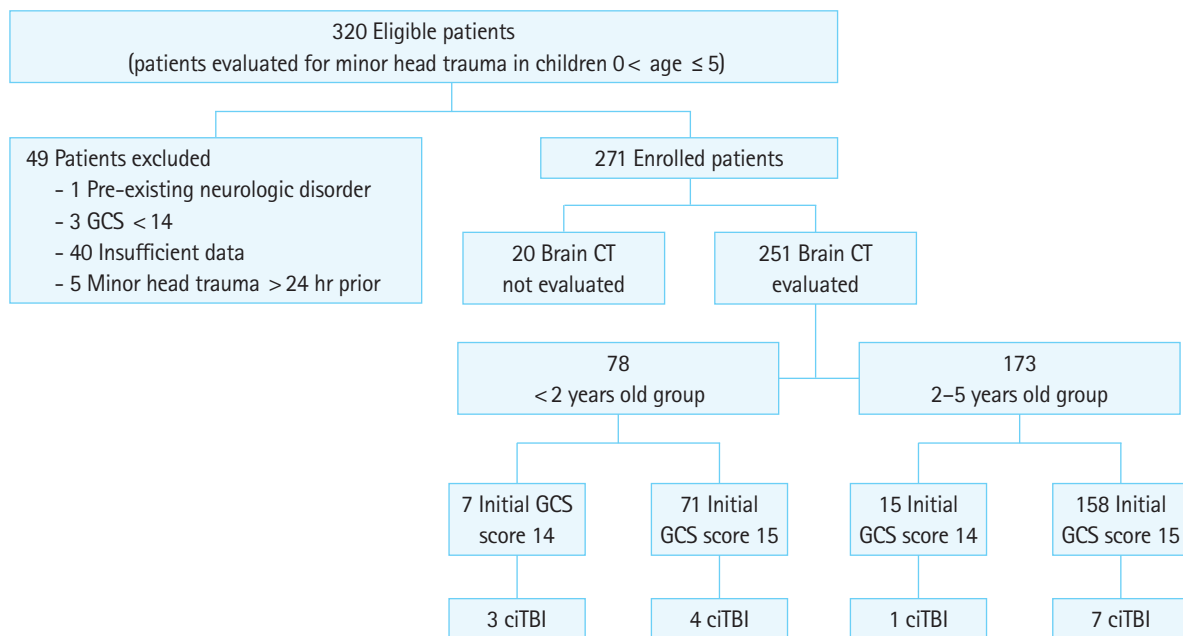 320 Eligible patients
(patients evaluated for minor head trauma in children 0 < age ≤ 5)
49 Patients excluded
- 1 Pre-existing neurologic disorder
- 3 GCS < 14
- 40 Insufficient data
- 5 Minor head trauma > 24 hr prior
271 Enrolled patients
20 Brain CT
not evaluated
251 Brain CT
evaluated
78
< 2 years old group
173
2–5 years old group
7 Initial GCS
score 14
71 Initial
GCS score 15
15 Initial
GCS score 14
158 Initial
GCS score 15
3 ciTBI
4 ciTBI
1 ciTBI
7 ciTBI